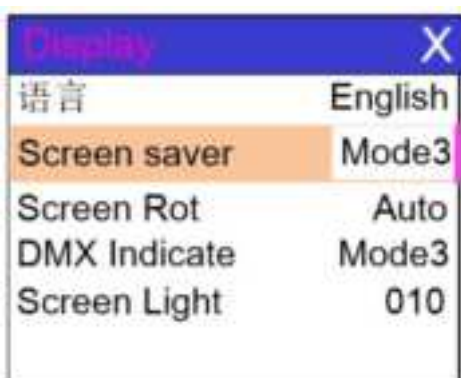 Display X
语言 English
Screen saver Mode3
Screen Rot Auto
DMX Indicate Mode3
Screen Light 010